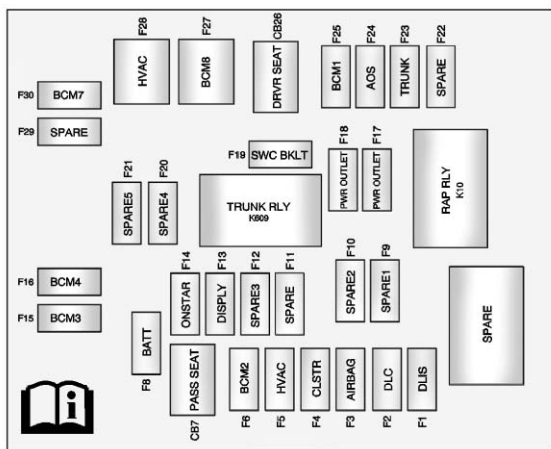 F28
F27
CB26
F25
F24
F23
F22
HVAC
BCM8
DRVR SEAT
BCM1
AOS
TRUNK
SPARE
F30
BCM7
F29
SPARE
F19
SWC BKLT
F18
F17
PWR OUTLET
PWR OUTLET
RAP RLY
K10
F21
F20
SPARE5
SPARE4
TRUNK RLY
K609
F14
F13
F12
F11
F10
F9
ONSTAR
DISPLY
SPARE3
SPARE
SPARE2
SPARE1
F16
BCM4
F15
BCM3
SPARE
BATT
F8
PASS SEAT
BCM2
HVAC
CLSTR
AIRBAG
DLC
DLIS
CB7
F6
F5
F4
F3
F2
F1
i